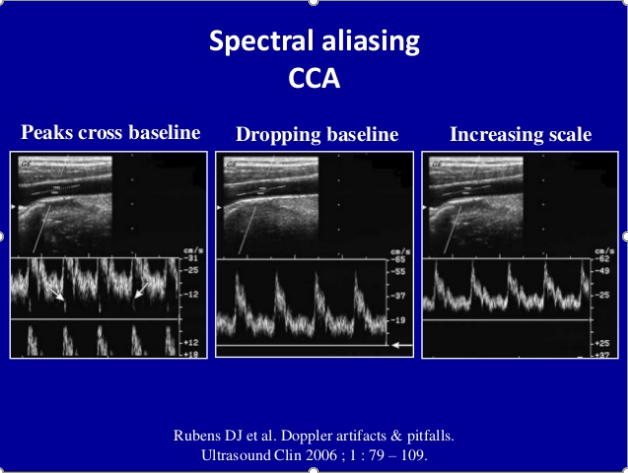 Spectral aliasing
CCA
Peaks cross baseline
Dropping baseline
Increasing scale
cm/s
-31
-25
-12
+12
+18
cm/s
-65
-55
-37
-19
cm/s
-62
-49
-25
+25
+37
Rubens DJ et al. Doppler artifacts & pitfalls.
Ultrasound Clin 2006 ; 1 : 79 – 109.